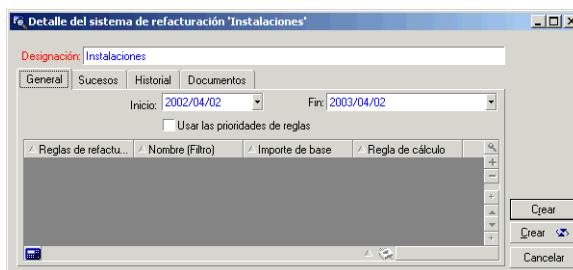 Detalle del sistema de refacturación 'Instalaciones'
Designación: Instalaciones
General Sucesos Historial Documentos
Inicio: 2002/04/02 Fin: 2003/04/02
Usar las prioridades de reglas
Reglas de refactu... Nombre (Filtro) Importe de base Regla de cálculo
Crear
Crear
Cancelar